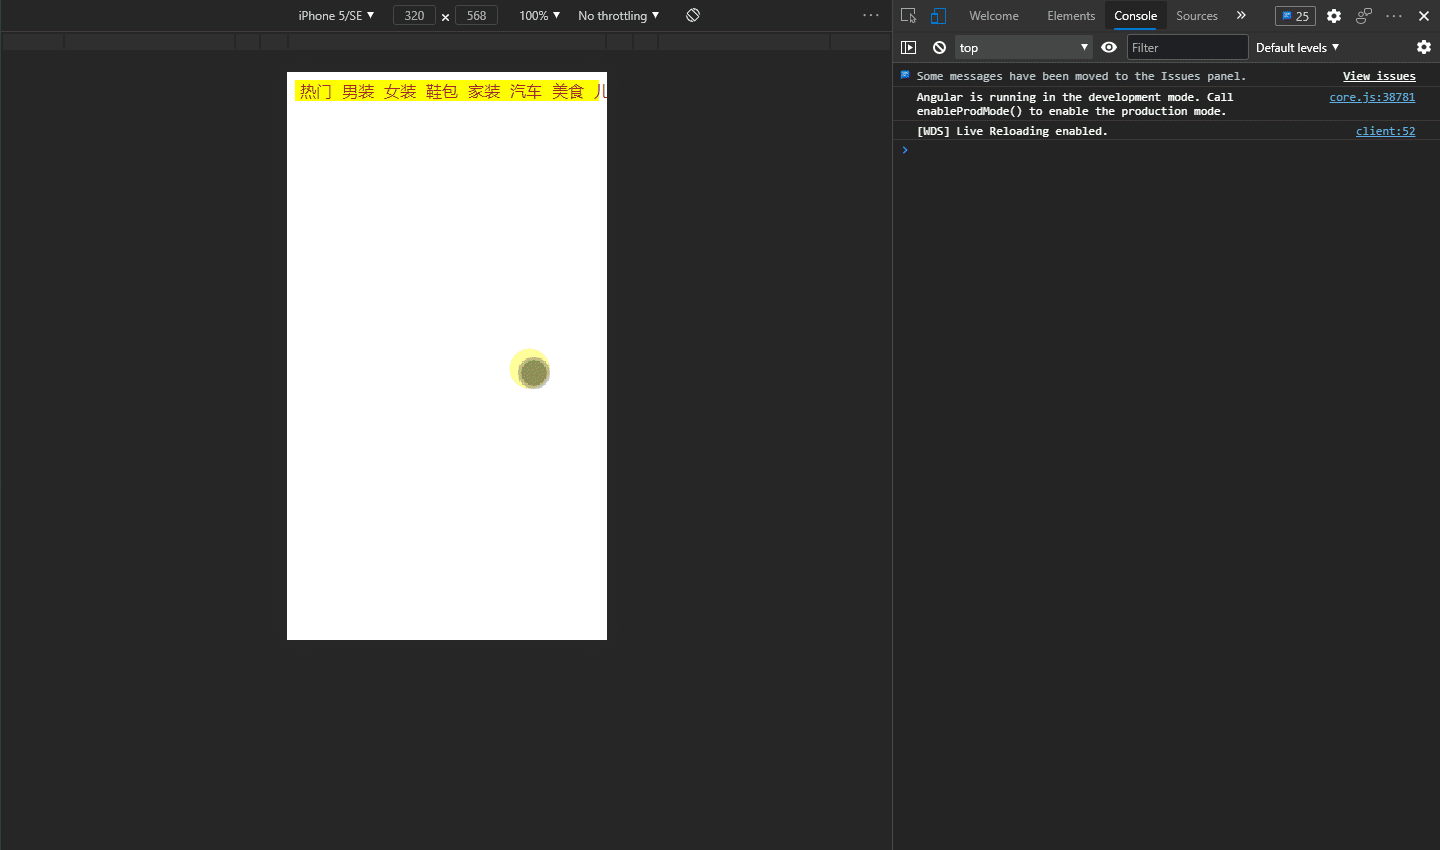 iPhone 5/SE 320 × 568 100% No throttling
Welcome Elements Console Sources 25
top Filter Default levels
Some messages have been moved to the Issues panel. View issues
Angular is running in the development mode. Call core.js:38781
enableProdMode() to enable the production mode.
[WDS] Live Reloading enabled. client:52
热门 男装 女装 鞋包 家装 汽车 美食